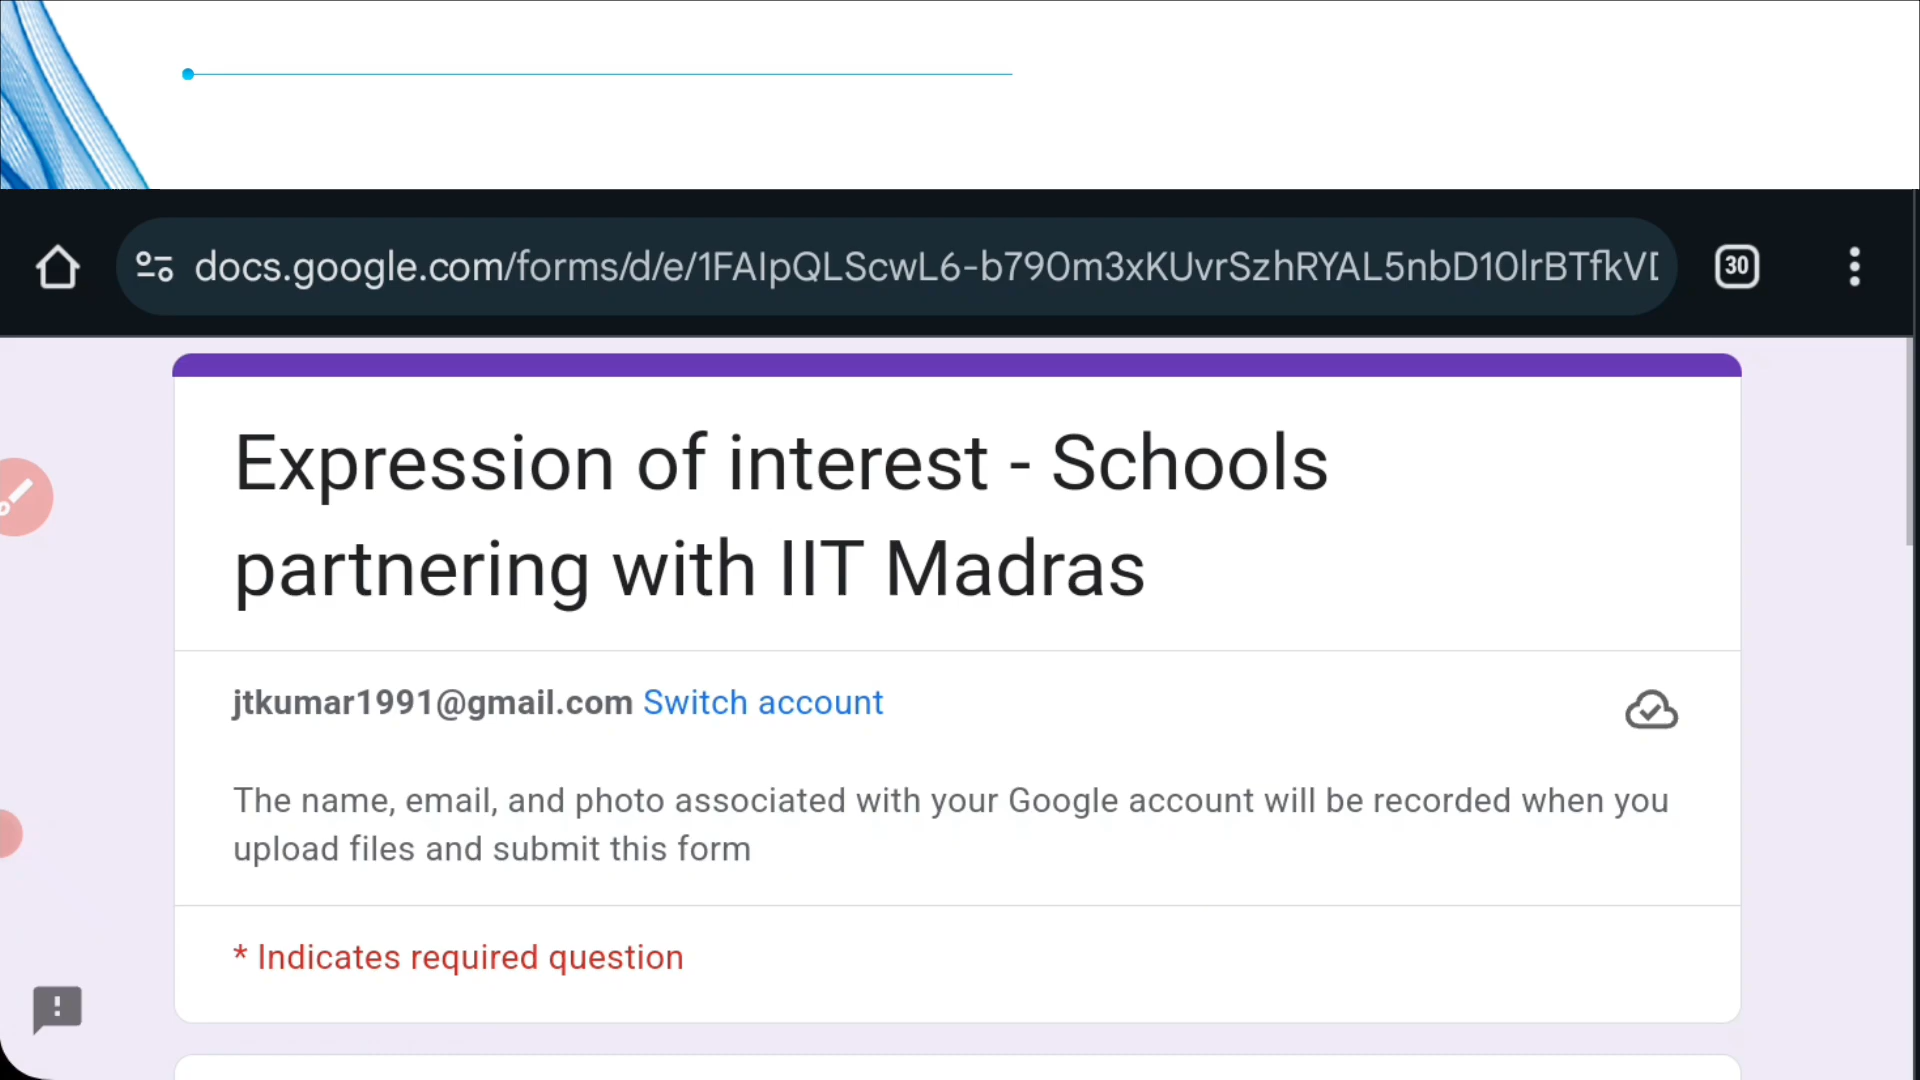 docs.google.com/forms/d/e/1FAIpQLScwL6-b790m3xKUvrSzhRYAL5nbD10lrBTfkV
30
Expression of interest - Schools
partnering with IIT Madras
jtkumar1991@gmail.com Switch account
The name, email, and photo associated with your Google account will be recorded when you
upload files and submit this form
* Indicates required question